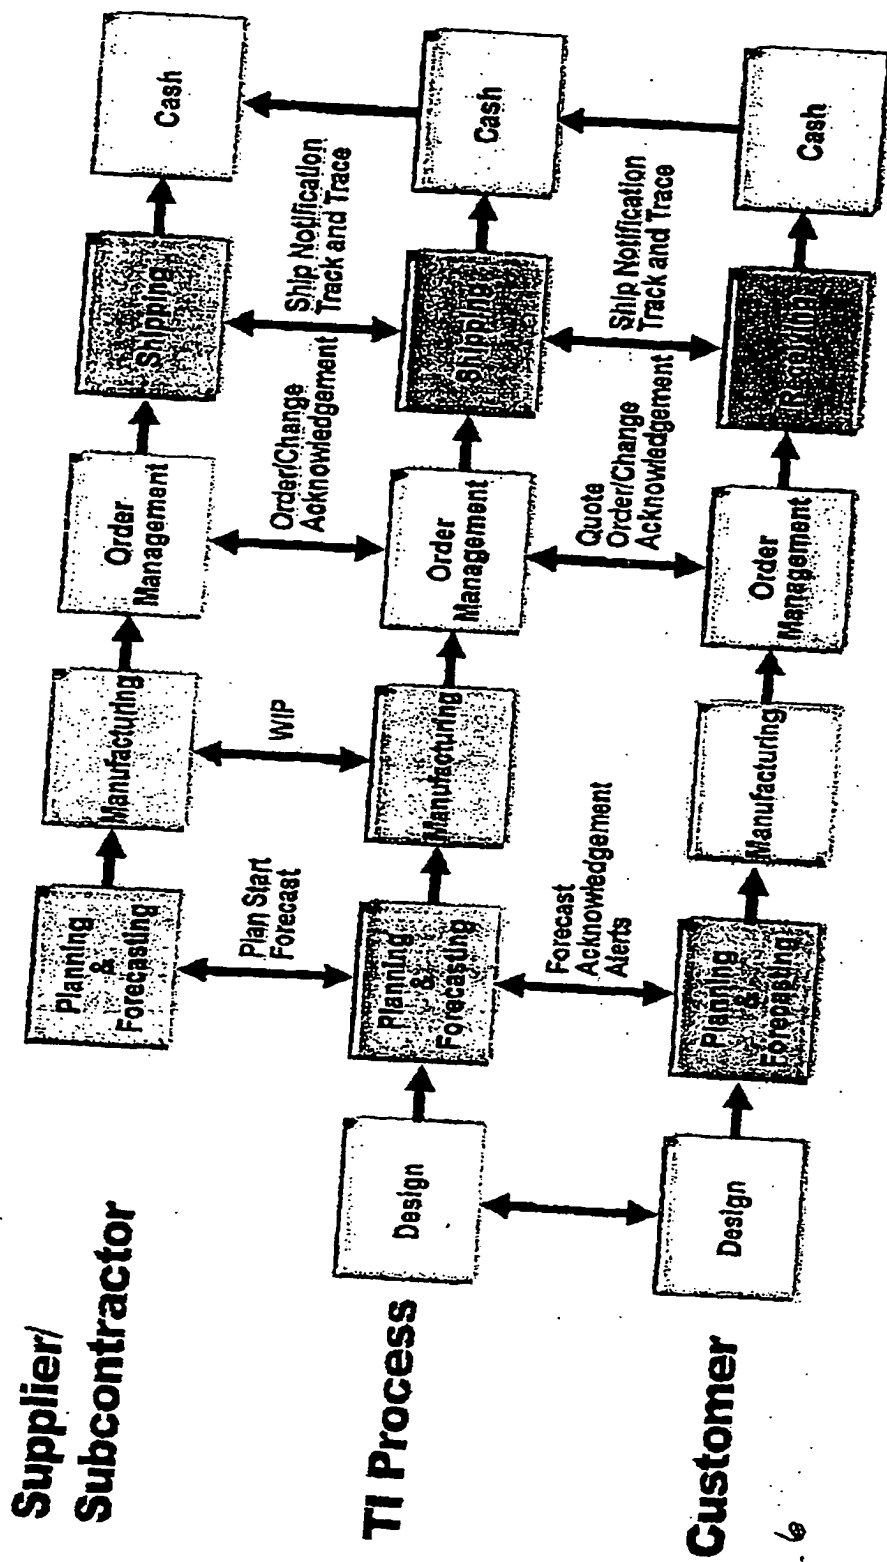 Supplier/
Subcontractor
Planning
&
Forecasting
Manufacturing
Order
Management
Shipping
Cash
Plan Start
Forecast
WIP
Order/Change
Acknowledgement
Ship Notification
Track and Trace
TI Process
Design
Planning
&
Forecasting
Manufacturing
Order
Management
Shipping
Cash
Forecast
Acknowledgement
Alerts
Quote
Order/Change
Acknowledgement
Ship Notification
Track and Trace
Customer
Design
Planning
&
Forecasting
Manufacturing
Order
Management
Receiving
Cash